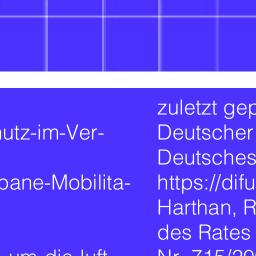 utz-im-Ver-
bane-Mobilita-
um die luft
zuletzt gep
Deutscher
Deutsches
https://difu
Harthan, R
des Rates
Nr. 715/20